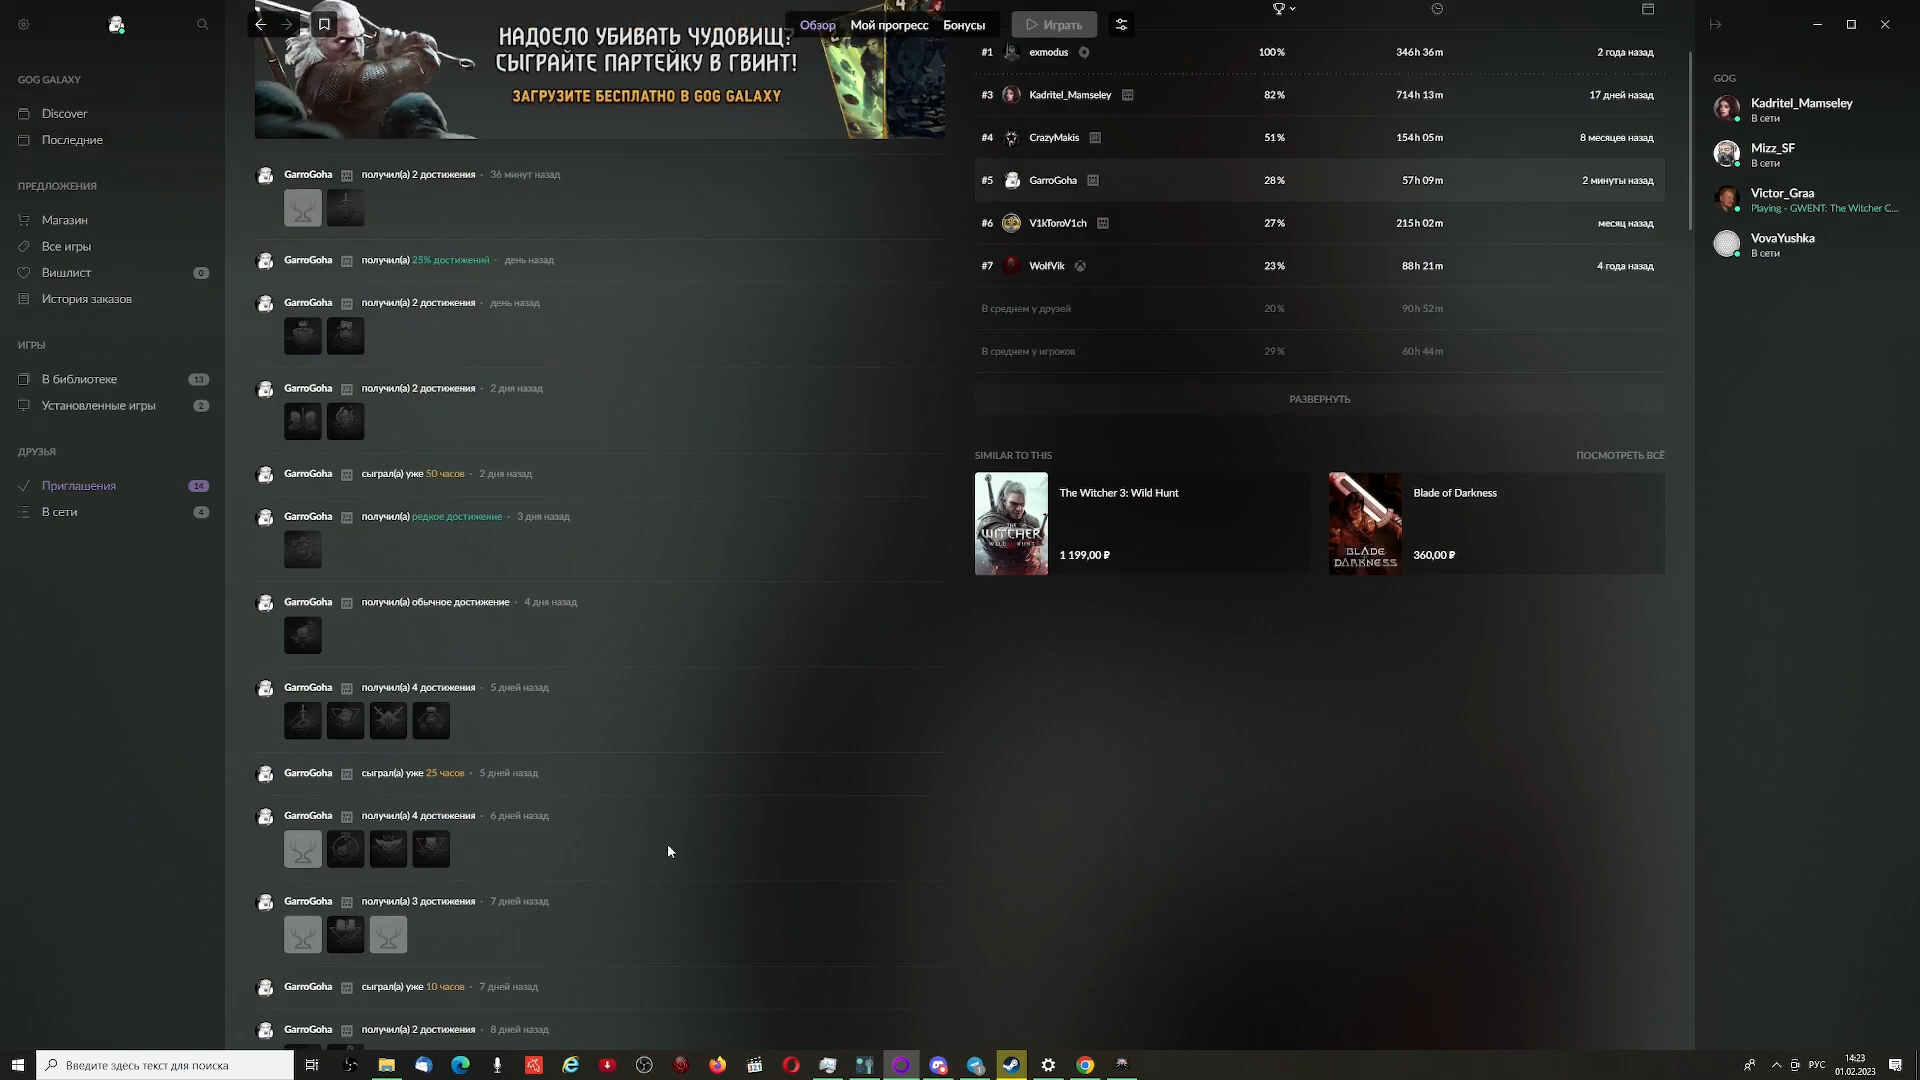 GOG GALAXY
Discover
Последние
ПРЕДЛОЖЕНИЯ
Магазин
Все игры
Вишлист 0
История заказов
ИГРЫ
В библиотеке 13
Установленные игры 2
ДРУЗЬЯ
Приглашения 14
В сети 4
Обзор Мой прогресс Бонусы Играть
НАДОЕЛО УБИВАТЬ ЧУДОВИЩ?
СЫГРАЙТЕ ПАРТЕЙКУ В ГВИНТ!
ЗАГРУЗИТЕ БЕСПЛАТНО В GOG GALAXY
4
GarroGoha получил(а) 2 достижения · 36 минут назад
GarroGoha получил(а) 25% достижений · день назад
GarroGoha получил(а) 2 достижения · день назад
GarroGoha получил(а) 2 достижения · 2 дня назад
GarroGoha сыграл(а) уже 50 часов · 2 дня назад
GarroGoha получил(а) редкое достижение · 3 дня назад
GarroGoha получил(а) обычное достижение · 4 дня назад
GarroGoha получил(а) 4 достижения · 5 дней назад
GarroGoha сыграл(а) уже 25 часов · 5 дней назад
GarroGoha получил(а) 4 достижения · 6 дней назад
GarroGoha получил(а) 3 достижения · 7 дней назад
GarroGoha сыграл(а) уже 10 часов · 7 дней назад
GarroGoha получил(а) 2 достижения · 8 дней назад
#1 exmodus 100% 346h 36m 2 года назад
#3 Kadritel_Mamseley 82% 714h 13m 17 дней назад
#4 CrazyMakis 51% 154h 05m 8 месяцев назад
#5 GarroGoha 28% 57h 09m 2 минуты назад
#6 V1kToroV1ch 27% 215h 02m месяц назад
#7 WolfVik 23% 88h 21m 4 года назад
В среднем у друзей 20% 90h 52m
В среднем у игроков 29% 60h 44m
РАЗВЕРНУТЬ
SIMILAR TO THIS ПОСМОТРЕТЬ ВСЁ
THE WITCHER WILD HUNT
The Witcher 3: Wild Hunt
1 199,00 ₽
BLADE OF DARKNESS
Blade of Darkness
360,00 ₽
GOG
Kadritel_Mamseley
В сети
Mizz_SF
В сети
Victor_Graa
Playing - GWENT: The Witcher C...
VovaYushka
В сети
Введите здесь текст для поиска
321
РУС
14:23
01.02.2023